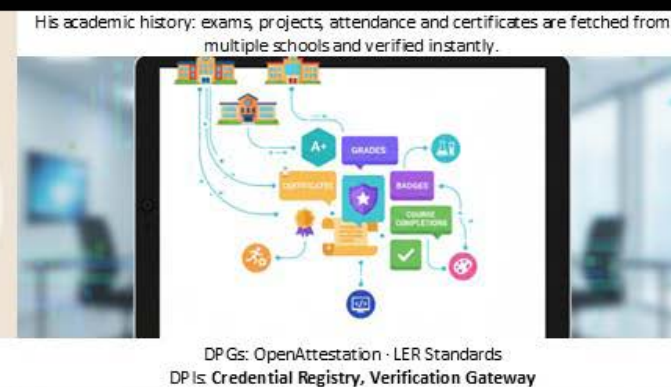 His academic history: exams, projects, attendance and certificates are fetched from
multiple schools and verified instantly.
A+
GRADES
CERTIFICATES
BADGES
COURSE
COMPLETIONS
DPGs: OpenAttestation · LER Standards
DPIs: Credential Registry, Verification Gateway